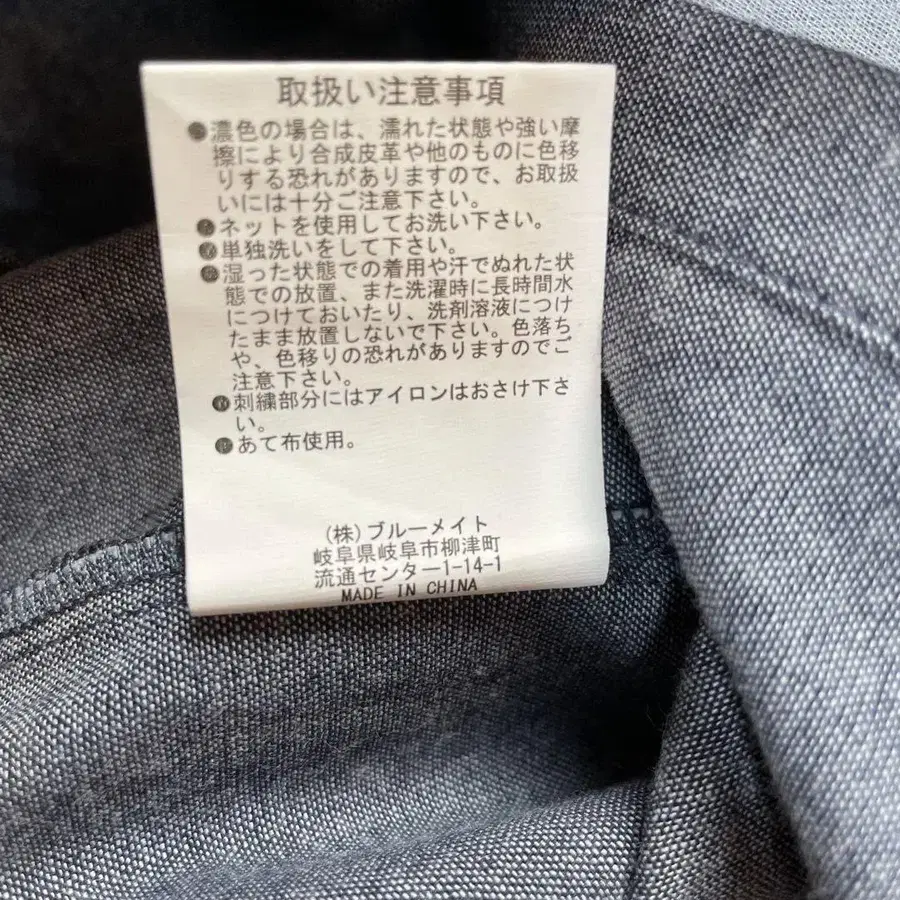 取扱い注意事項
●濃色の場合は、濡れた状態や強い摩
擦により合成皮革や他のものに色移
りする恐れがありますので、お取扱
いには十分ご注意下さい。
●ネットを使用してお洗い下さい。
●単独洗いをして下さい。
●湿った状態での着用や汗でぬれた状
態での放置、また洗濯時に長時間水
につけておいたり、洗剤溶液につけ
たまま放置しないで下さい。色落ち
や、色移りの恐れがありますのでご
注意下さい。
●刺繍部分にはアイロンはおさけ下さ
い。
●あて布使用。
(株)ブルーメイト
岐阜県岐阜市柳津町
流通センター1-14-1
MADE IN CHINA